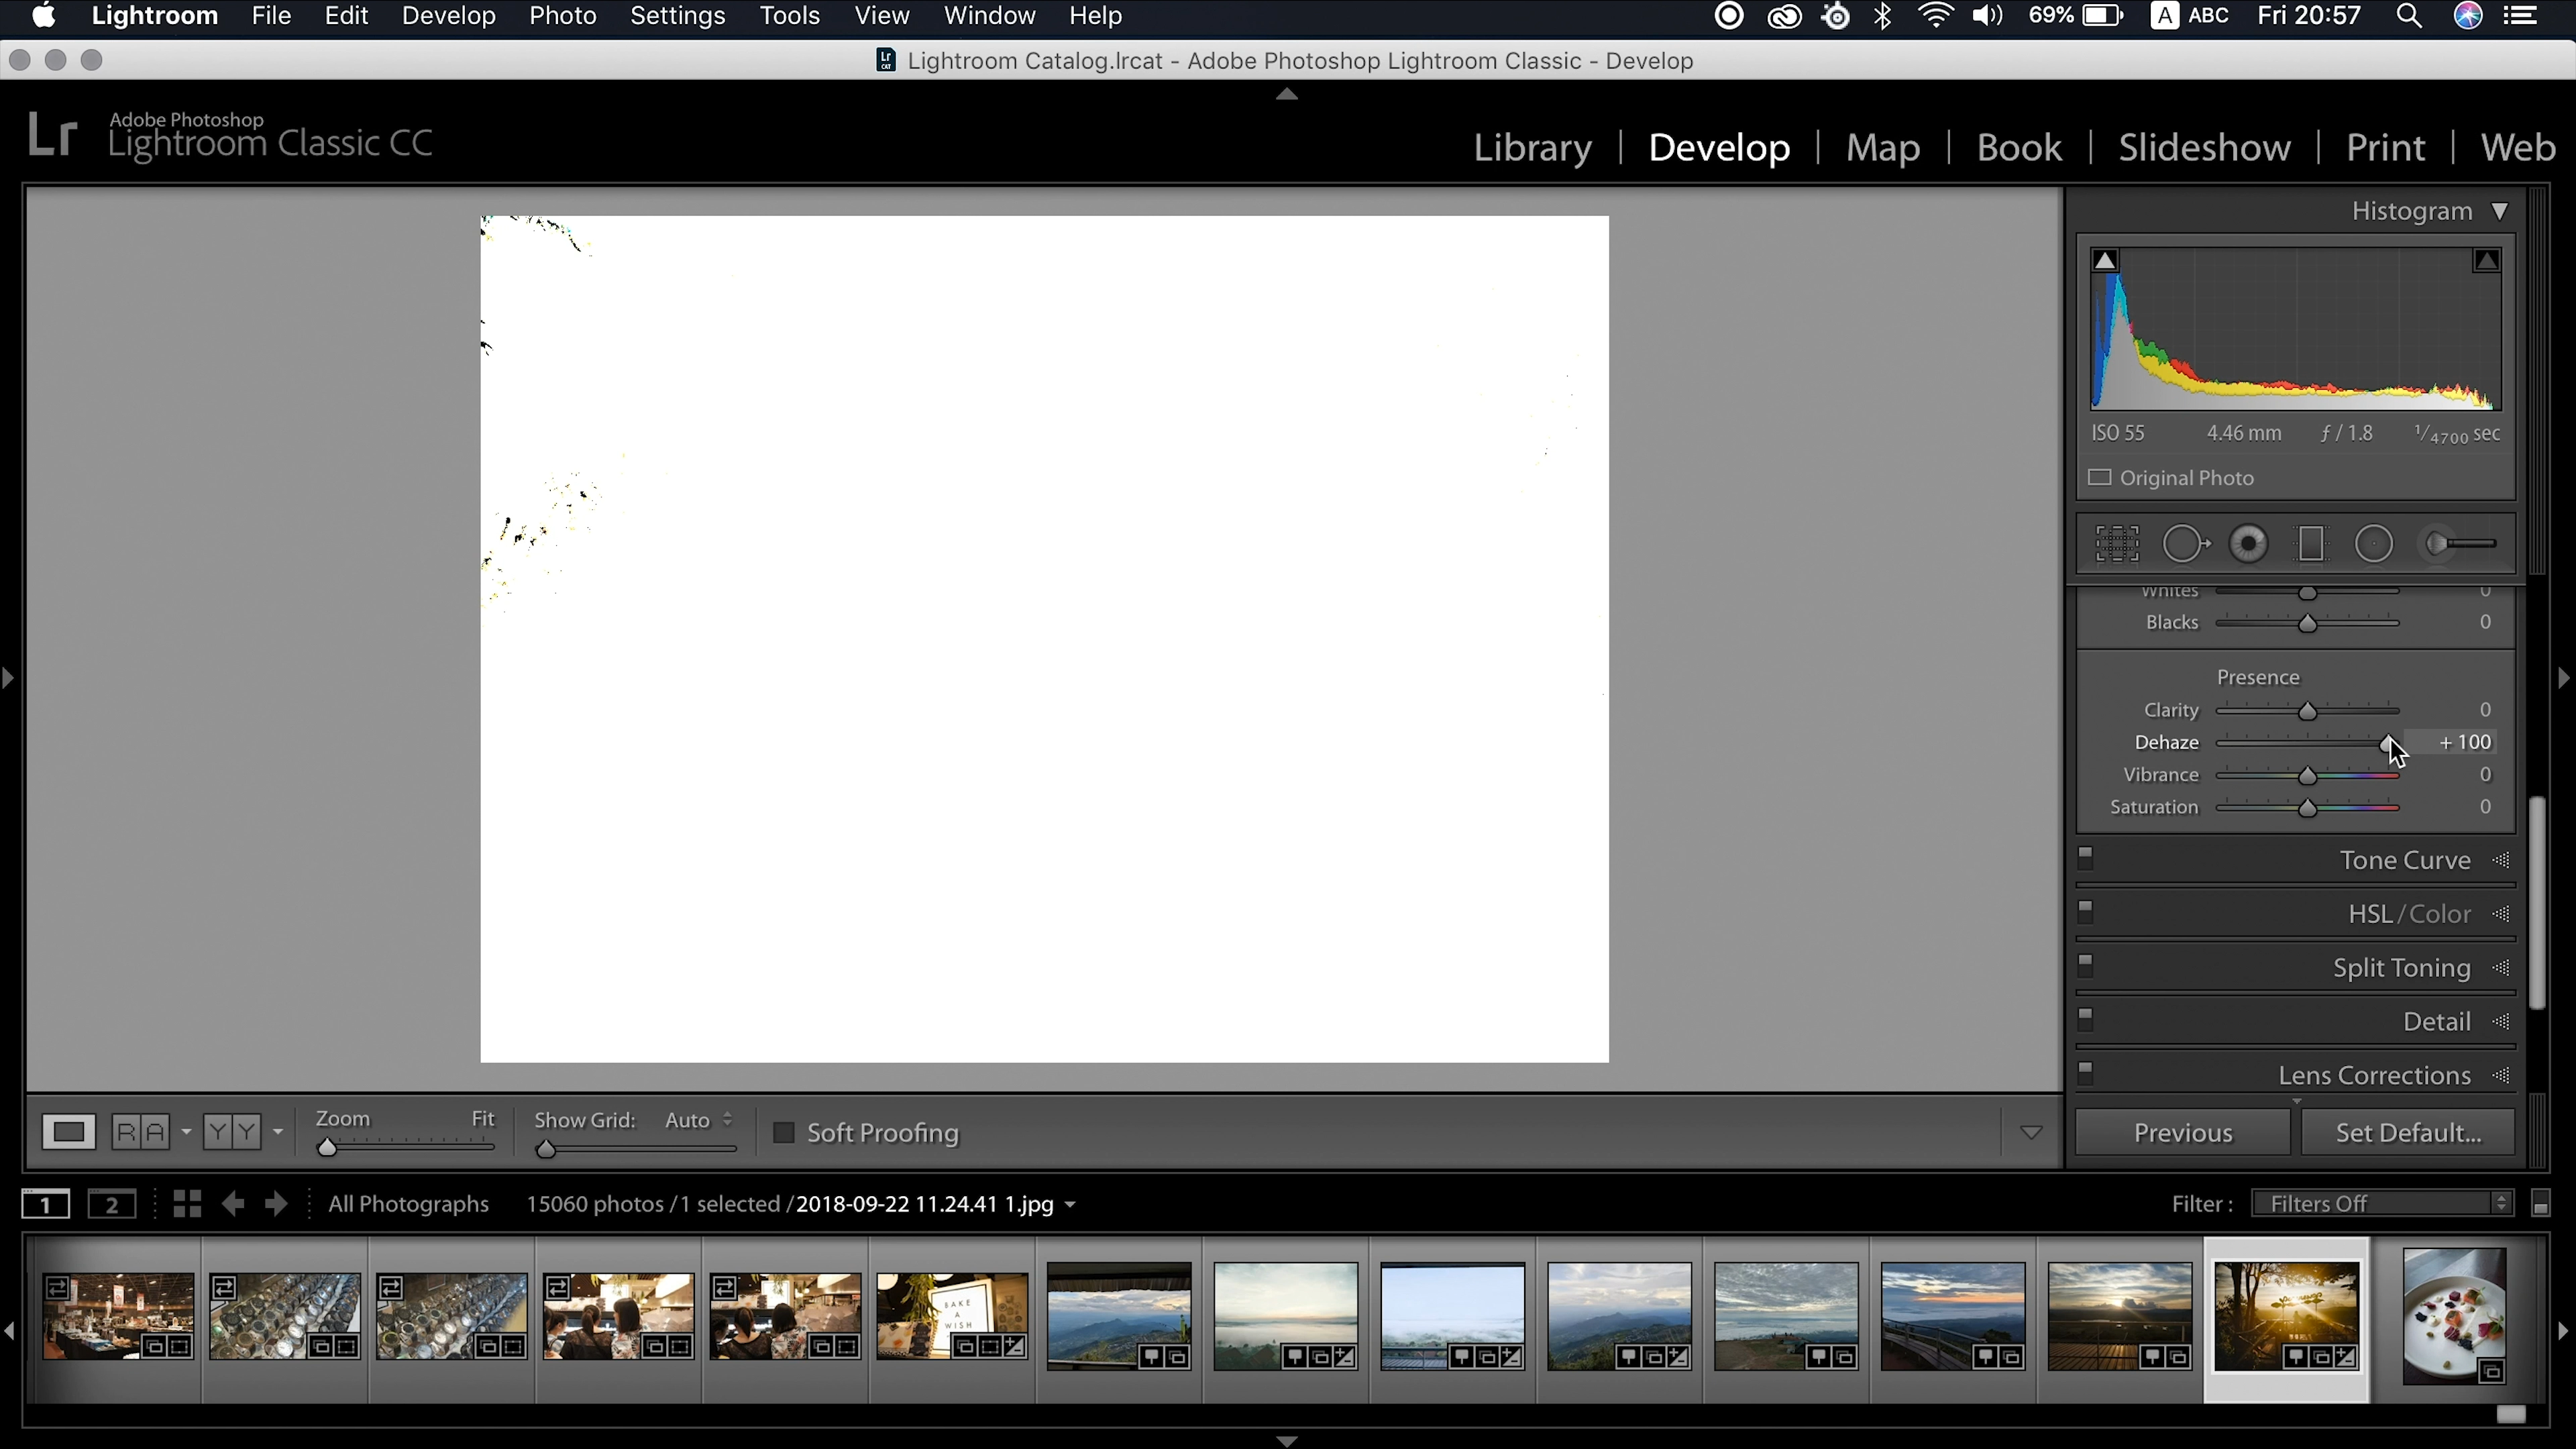 Lightroom File Edit Develop Photo Settings Tools View Window Help 69% A ABC Fri 20:57
Lr CAT Lightroom Catalog.lrcat - Adobe Photoshop Lightroom Classic - Develop
Lr Adobe Photoshop
Lightroom Classic CC
Library | Develop | Map | Book | Slideshow | Print | Web
Histogram
ISO 55 4.46 mm ƒ / 1.8 1/4700 sec
Original Photo
Whites 0
Blacks 0
Presence
Clarity 0
Dehaze + 100
Vibrance 0
Saturation 0
Tone Curve
HSL / Color
Split Toning
Detail
Lens Corrections
Previous Set Default...
R A Y Y Zoom Fit Show Grid: Auto Soft Proofing
1 2 All Photographs 15060 photos / 1 selected / 2018-09-22 11.24.41 1.jpg Filter : Filters Off
BAKE
A
WISH